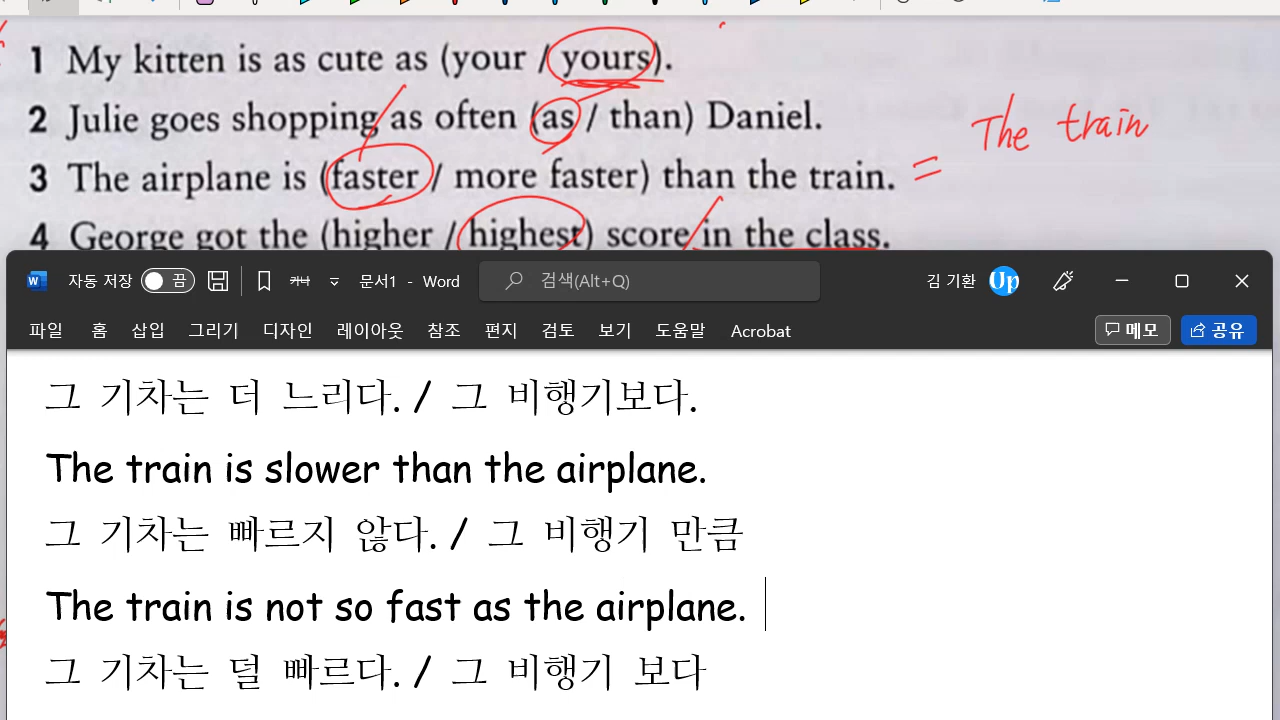 1 My kitten is as cute as (your / yours).
2 Julie goes shopping as often (as / than) Daniel.
The train
3 The airplane is (faster / more faster) than the train. =
4 George got the (higher / highest) score in the class.
자동 저장 끔 가나 문서1 - Word 검색(Alt+Q) 김 기환 Up
파일 홈 삽입 그리기 디자인 레이아웃 참조 편지 검토 보기 도움말 Acrobat 메모 공유
그 기차는 더 느리다. / 그 비행기보다.
The train is slower than the airplane.
그 기차는 빠르지 않다. / 그 비행기 만큼
The train is not so fast as the airplane.
그 기차는 덜 빠르다. / 그 비행기 보다